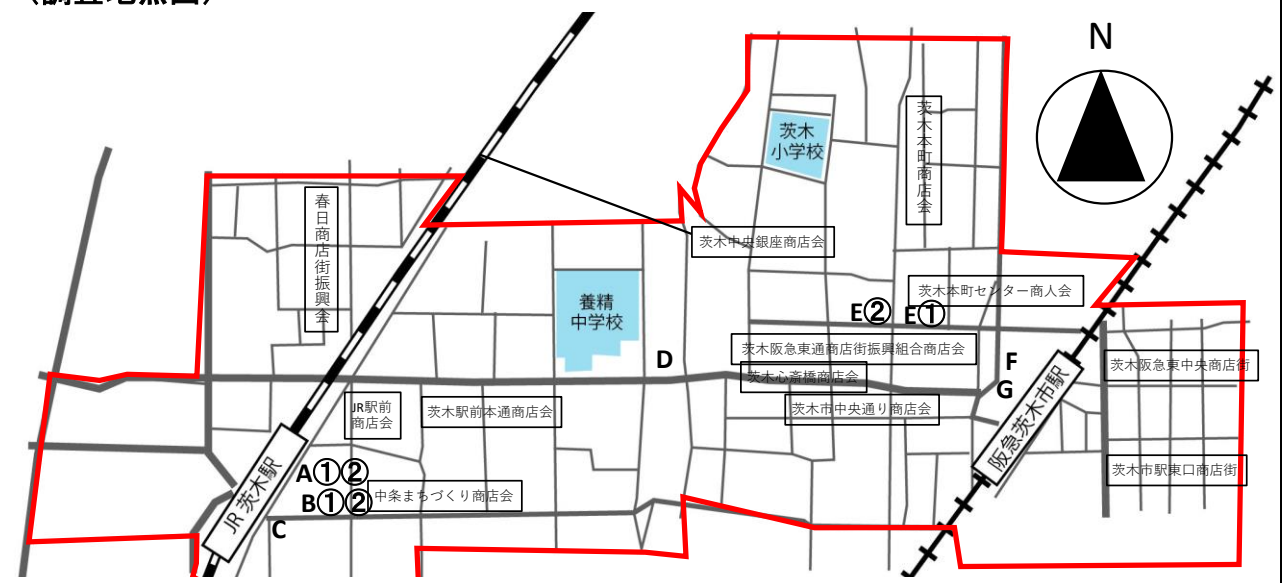 (調査地点図)
N
茨木
小学校
茨木本町商店会
春日商店街振興会
茨木中央銀座商店会
養精
中学校
茨木本町センター商人会
E② E①
茨木阪急東通商店街振興組合商店会
D
F
茨木心斎橋商店会
G
茨木阪急東中央商店街
JR駅前
商店会
茨木駅前本通商店会
茨木市中央通り商店会
阪急茨木市駅
A①②
B①②
中条まちづくり商店会
茨木市駅東口商店街
JR 茨木駅
C